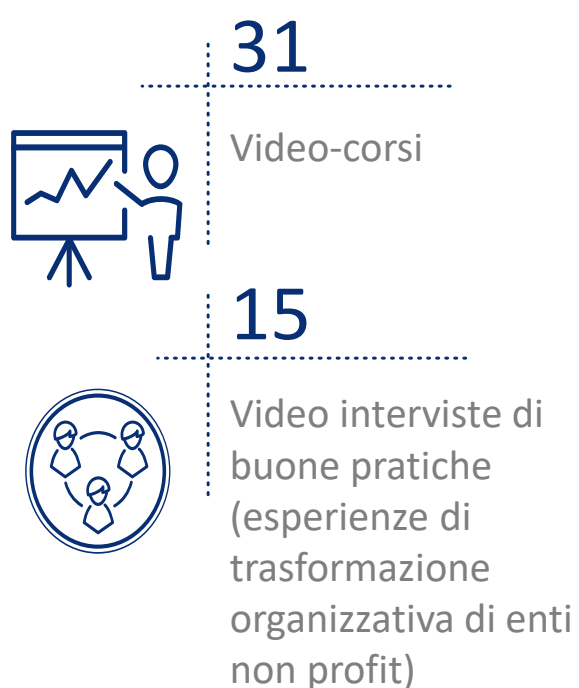 31
Video-corsi
15
Video interviste di
buone pratiche
(esperienze di
trasformazione
organizzativa di enti
non profit)